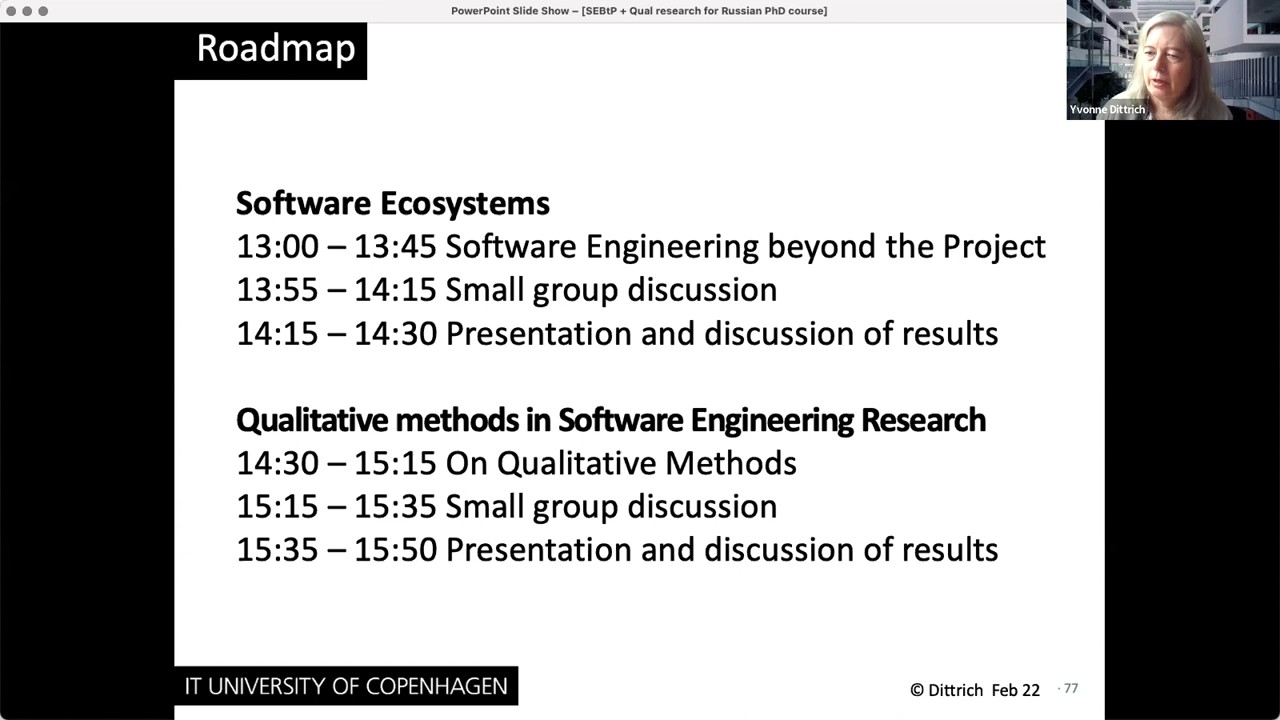 PowerPoint Slide Show – [SEBtP + Qual research for Russian PhD course]
Roadmap
Yvonne Dittrich
Software Ecosystems
13:00 – 13:45 Software Engineering beyond the Project
13:55 – 14:15 Small group discussion
14:15 – 14:30 Presentation and discussion of results
Qualitative methods in Software Engineering Research
14:30 – 15:15 On Qualitative Methods
15:15 – 15:35 Small group discussion
15:35 – 15:50 Presentation and discussion of results
IT UNIVERSITY OF COPENHAGEN
© Dittrich Feb 22 · 77